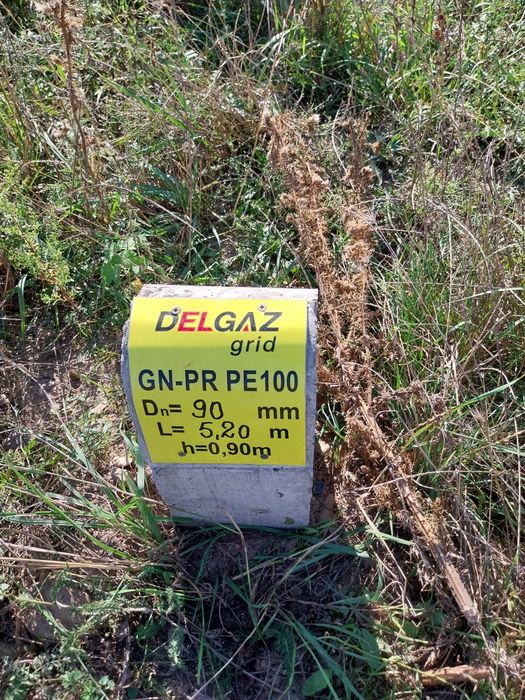 DELGAZ
grid
GN-PR PE100
Dn= 90 mm
L= 5,20 m
h=0,90m